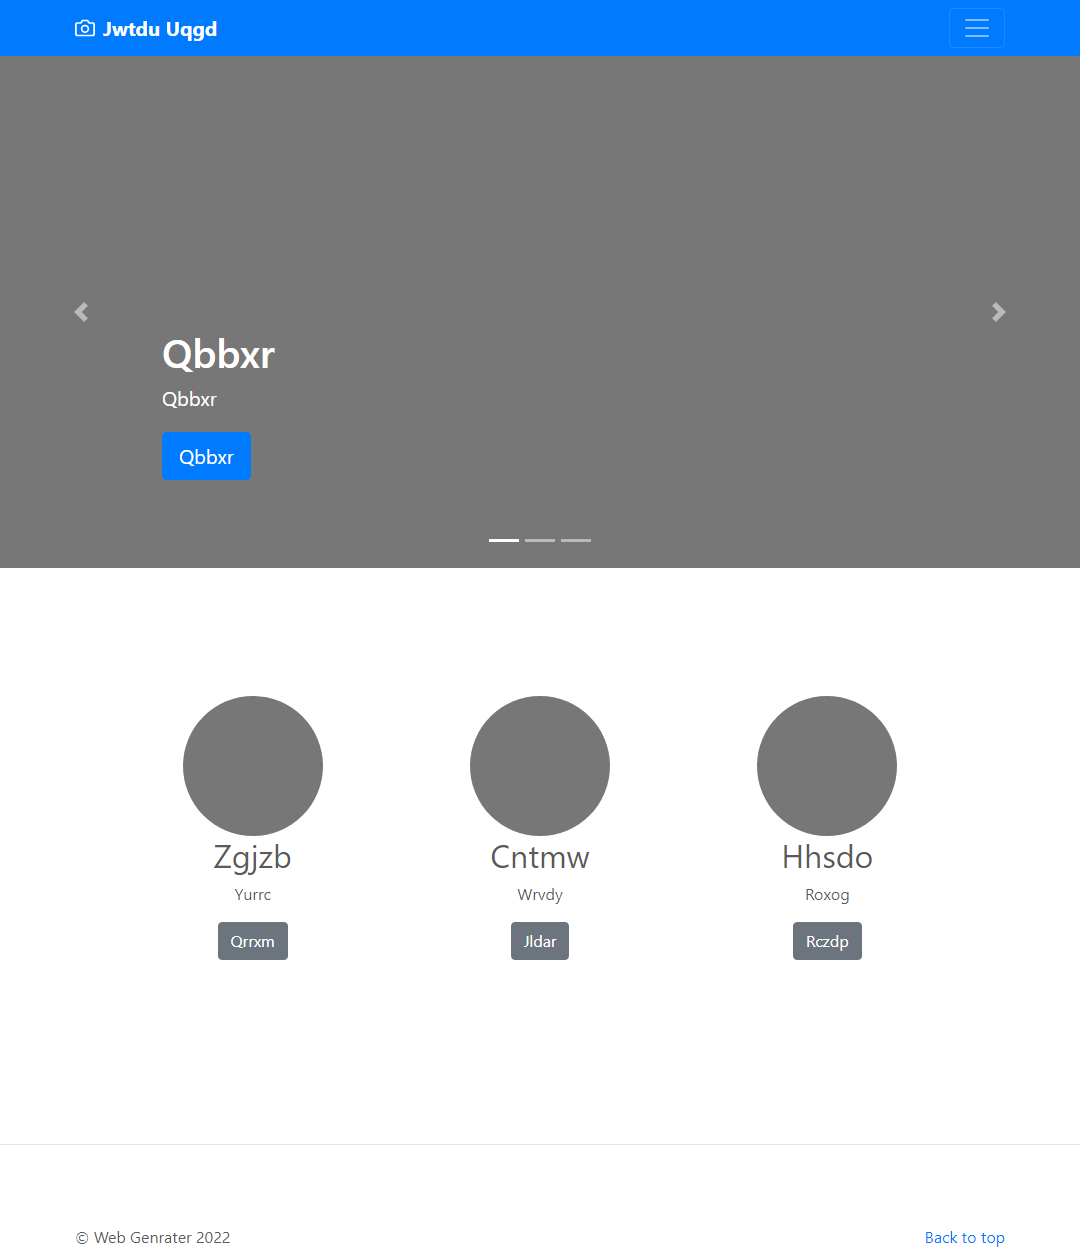 Jwtdu Uqgd
Qbbxr
Qbbxr
Qbbxr
Zgjzb
Yurrc
Qrrxm
Cntmw
Wrvdy
Jldar
Hhsdo
Roxog
Rczdp
© Web Genrater 2022
Back to top